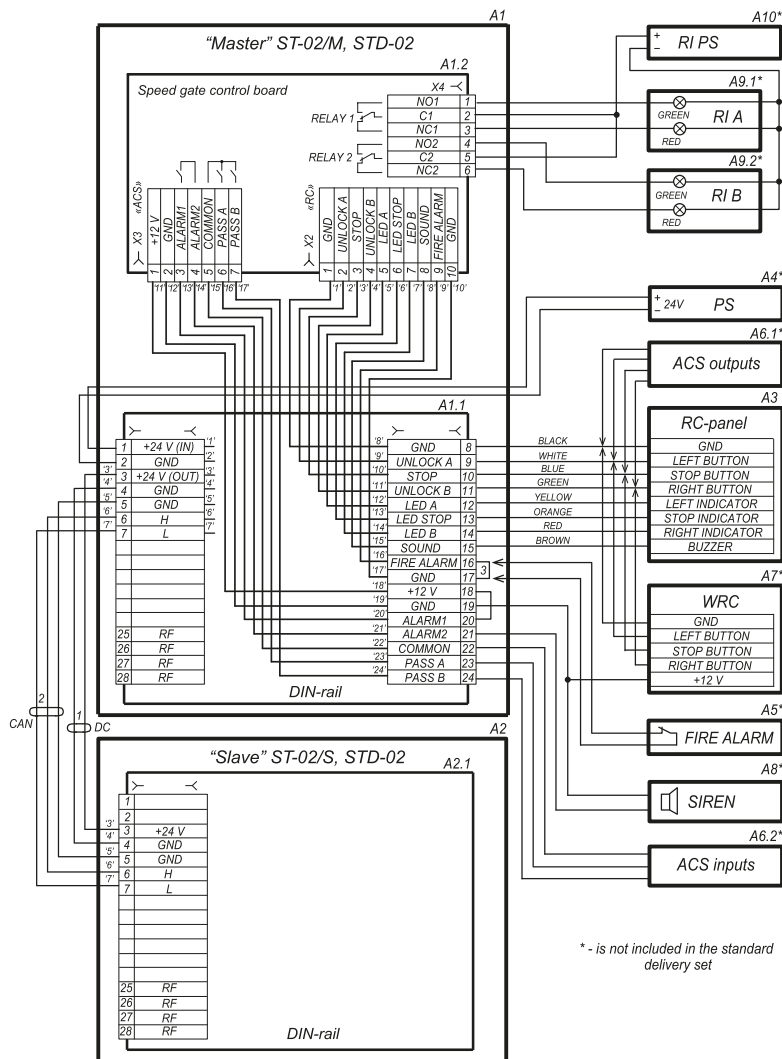 A1
“Master” ST-02/M, STD-02
A1.2
Speed gate control board
X4
RELAY 1
RELAY 2
NO1 1
C1 2
NC1 3
NO2 4
C2 5
NC2 6
X3 «ACS»
+12 V 1 '11'
GND 2 '12'
ALARM1 3 '13'
ALARM2 4 '14'
COMMON 5 '15'
PASS A 6 '16'
PASS B 7 '17'
X2 «RC»
GND 1 '1'
UNLOCK A 2 '2'
STOP 3 '3'
UNLOCK B 4 '4'
LED A 5 '5'
LED STOP 6 '6'
LED B 7 '7'
SOUND 8 '8'
FIRE ALARM 9 '9'
GND 10 '10'
A10*
+
–
RI PS
A9.1*
GREEN
RI A
RED
A9.2*
GREEN
RI B
RED
A4*
+
– 24V PS
A6.1*
ACS outputs
A1.1
1 +24 V (IN) '1'
2 GND '2'
'3' 3 +24 V (OUT) '3'
'4' 4 GND '4'
'5' 5 GND '5'
'6' 6 H '6'
'7' 7 L '7'
25 RF
26 RF
27 RF
28 RF
'8' GND 8 BLACK
'9' UNLOCK A 9 WHITE
'10' STOP 10 BLUE
'11' UNLOCK B 11 GREEN
'12' LED A 12 YELLOW
'13' LED STOP 13 ORANGE
'14' LED B 14 RED
'15' SOUND 15 BROWN
'16' FIRE ALARM 16
'17' GND 17
3
'18' +12 V 18
'19' GND 19
'20' ALARM1 20
'21' ALARM2 21
'22' COMMON 22
'23' PASS A 23
'24' PASS B 24
DIN-rail
A3
RC-panel
GND
LEFT BUTTON
STOP BUTTON
RIGHT BUTTON
LEFT INDICATOR
STOP INDICATOR
RIGHT INDICATOR
BUZZER
A7*
WRC
GND
LEFT BUTTON
STOP BUTTON
RIGHT BUTTON
+12 V
A5*
FIRE ALARM
A8*
SIREN
A6.2*
ACS inputs
2
CAN
1
DC
A2
“Slave” ST-02/S, STD-02
A2.1
1
2
'3' 3 +24 V
'4' 4 GND
'5' 5 GND
'6' 6 H
'7' 7 L
25 RF
26 RF
27 RF
28 RF
DIN-rail
* - is not included in the standard
delivery set